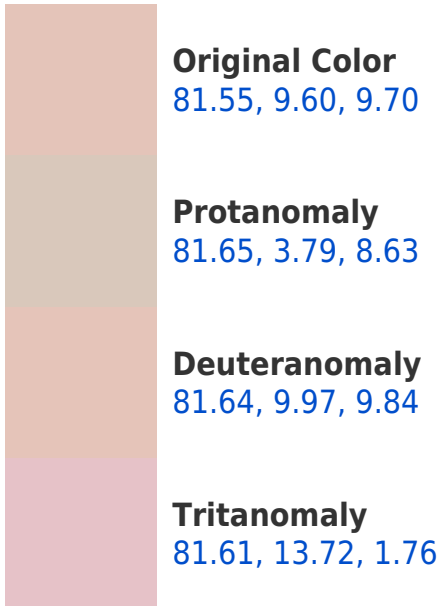 Original Color
81.55, 9.60, 9.70
Protanomaly
81.65, 3.79, 8.63
Deuteranomaly
81.64, 9.97, 9.84
Tritanomaly
81.61, 13.72, 1.76